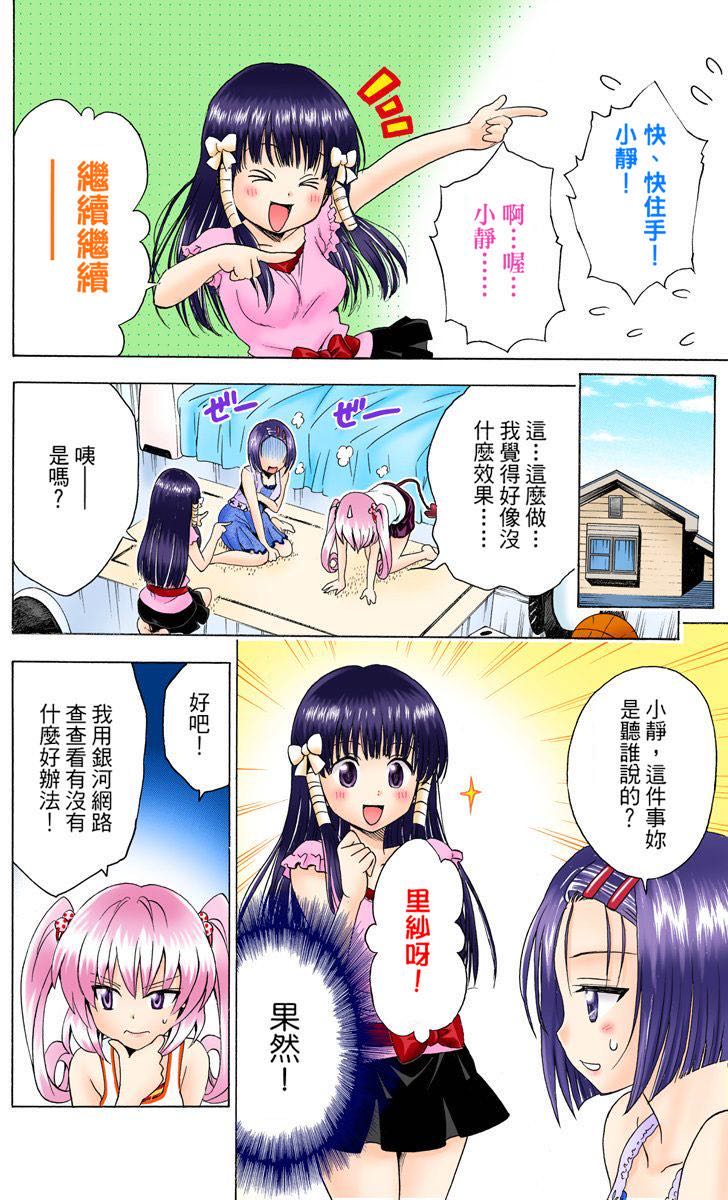 快、快住手！
小靜！
啊…喔…
小靜……
繼續繼續
——
這…這麼做…
我覺得好像沒
什麼效果……
ぜー
ぜー
咦——
是嗎？
小靜，這件事妳
是聽誰說的？
里紗呀！
果然！
好吧！
我用銀河網路
查查看有沒有
什麼好辦法！